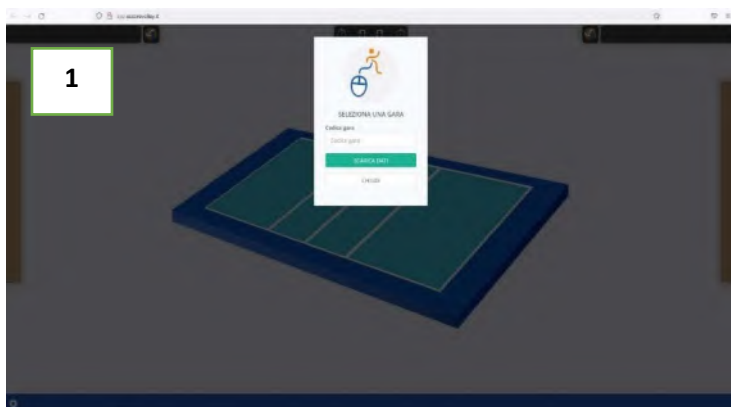 1
SELEZIONA UNA GARA
Codice gara
Codice gara
SCARICA DATI
CHIUDI